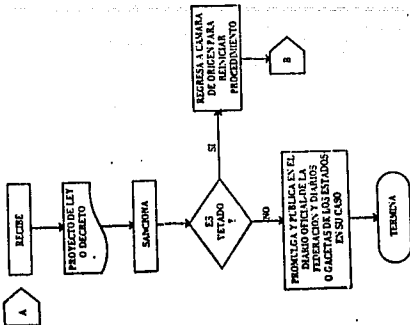 A
RECIBE
PROYECTO DE LEY
O DECRETO
SANCIONA
ES
VETADO
?
SI
REGRESA A CAMARA
DE ORIGEN PARA
REINICIAR
PROCEDIMIENTO
B
NO
PROMULGA Y PUBLICA EN EL
DIARIO OFICIAL DE LA
FEDERACION Y DIARIOS
O GACETAS DE LOS ESTADOS
EN SU CASO
TERMINA